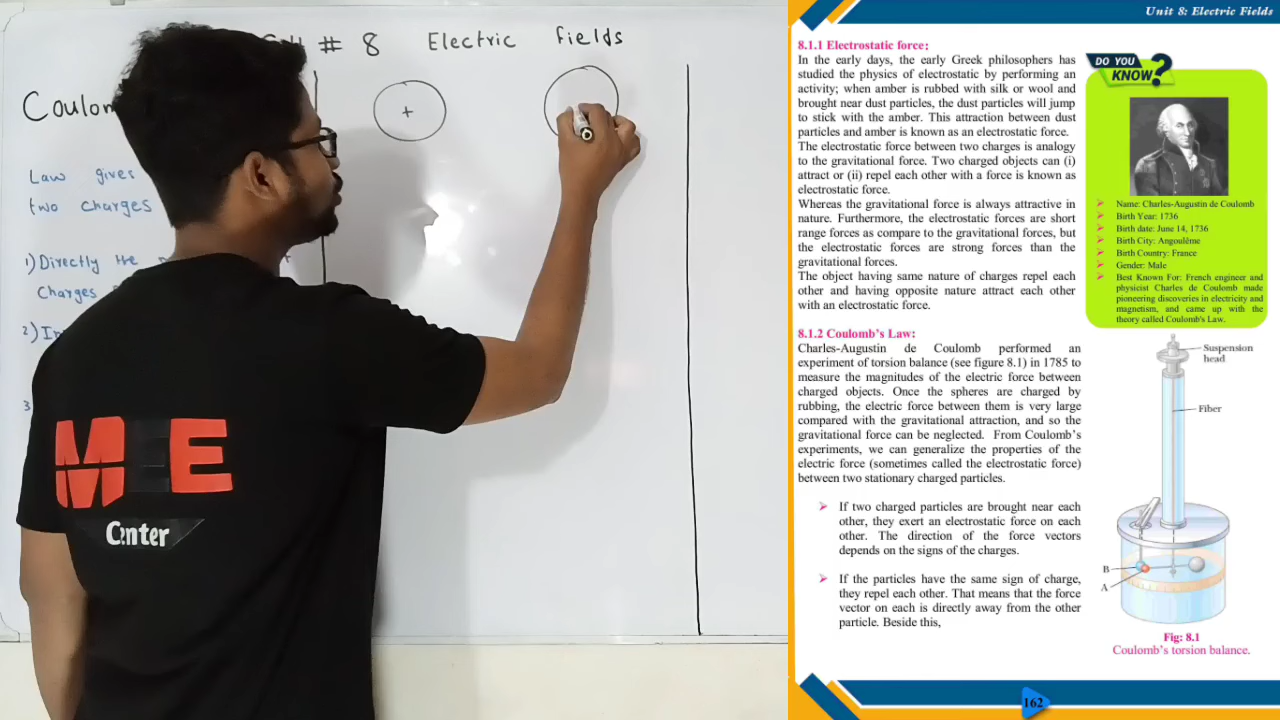 # 8 Electric fields
Law gives
two charges
1) Directly the
Charges
2)
3
+
MEE
Center
Unit 8: Electric Fields
8.1.1 Electrostatic force:
In the early days, the early Greek philosophers has
studied the physics of electrostatic by performing an
activity; when amber is rubbed with silk or wool and
brought near dust particles, the dust particles will jump
to stick with the amber. This attraction between dust
particles and amber is known as an electrostatic force.
The electrostatic force between two charges is analogy
to the gravitational force. Two charged objects can (i)
attract or (ii) repel each other with a force is known as
electrostatic force.
Whereas the gravitational force is always attractive in
nature. Furthermore, the electrostatic forces are short
range forces as compare to the gravitational forces, but
the electrostatic forces are strong forces than the
gravitational forces.
The object having same nature of charges repel each
other and having opposite nature attract each other
with an electrostatic force.
8.1.2 Coulomb's Law:
Charles-Augustin de Coulomb performed an
experiment of torsion balance (see figure 8.1) in 1785 to
measure the magnitudes of the electric force between
charged objects. Once the spheres are charged by
rubbing, the electric force between them is very large
compared with the gravitational attraction, and so the
gravitational force can be neglected. From Coulomb's
experiments, we can generalize the properties of the
electric force (sometimes called the electrostatic force)
between two stationary charged particles.
➢ If two charged particles are brought near each
other, they exert an electrostatic force on each
other. The direction of the force vectors
depends on the signs of the charges.
➢ If the particles have the same sign of charge,
they repel each other. That means that the force
vector on each is directly away from the other
particle. Beside this,
DO YOU
KNOW?
➢ Name: Charles-Augustin de Coulomb
➢ Birth Year: 1736
➢ Birth date: June 14, 1736
➢ Birth City: Angoulême
➢ Birth Country: France
➢ Gender: Male
➢ Best Known For: French engineer and
physicist Charles de Coulomb made
pioneering discoveries in electricity and
magnetism, and came up with the
theory called Coulomb's Law.
Suspension
head
Fiber
B
A
Fig: 8.1
Coulomb's torsion balance.
162